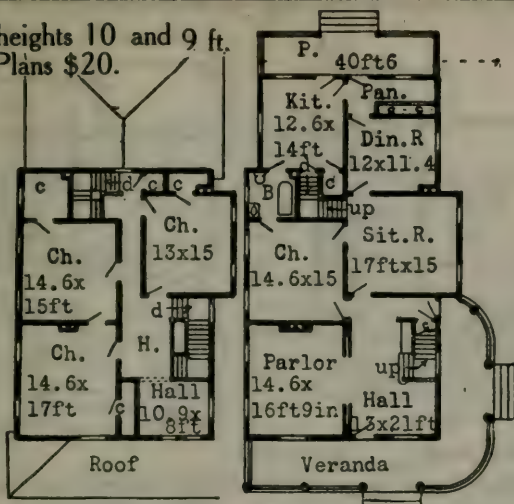 heights 10 and 9 ft.
Plans $20.
c
d
c
c
Ch.
13x15
Ch.
14.6x
15ft
d
H.
Ch.
14.6x
17ft
c
Hall
10.9x
8ft
Roof
P.
40ft6
Kit.
12.6x
14ft
Pan.
Din.R
12x11.4
d
c
B
up
Ch.
14.6x15
Sit.R.
17ftx15
c
up
Parlor
14.6x
16ft9in
Hall
13x21ft
Veranda